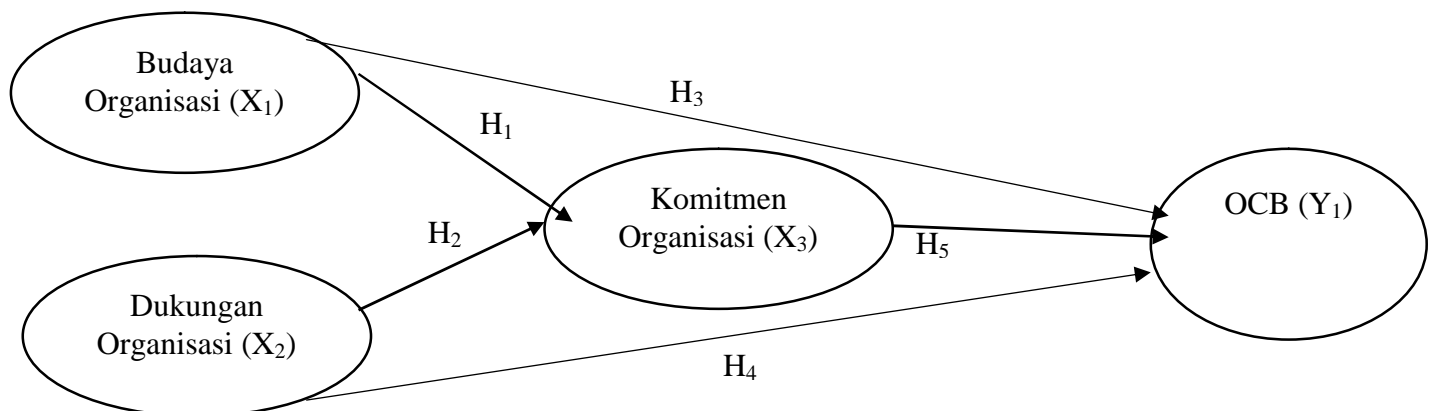 Budaya
Organisasi (X₁)
H₃
H₁
Komitmen
Organisasi (X₃)
OCB (Y₁)
H₂
H₅
Dukungan
Organisasi (X₂)
H₄